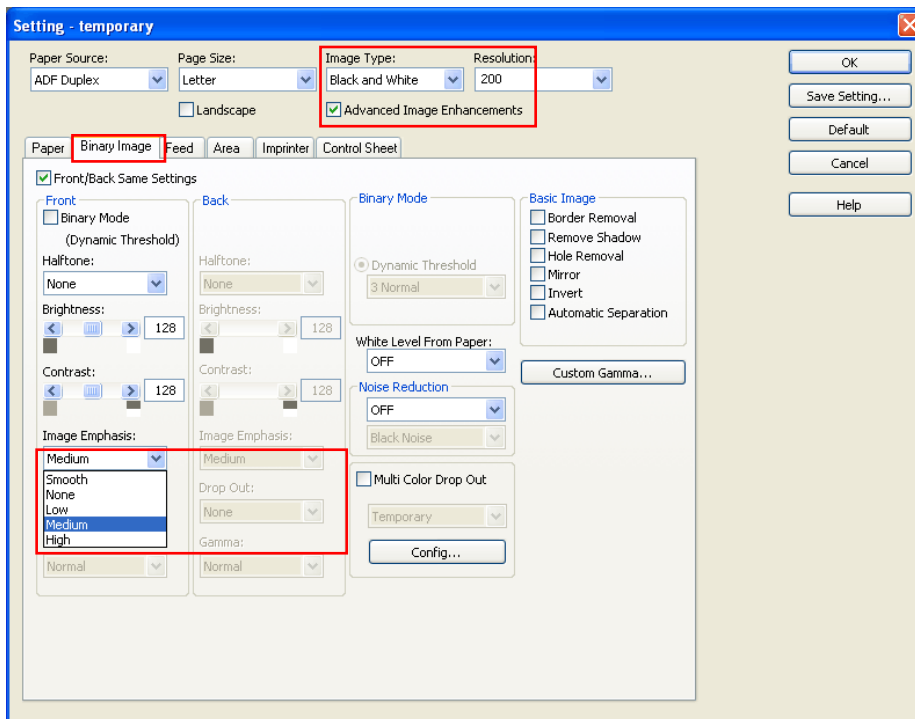 Setting - temporary
Paper Source: Page Size: Image Type: Resolution:
ADF Duplex Letter Black and White 200
Landscape Advanced Image Enhancements
OK
Save Setting...
Default
Cancel
Help
Paper Binary Image Feed Area Imprinter Control Sheet
Front/Back Same Settings
Front
Binary Mode
(Dynamic Threshold)
Halftone:
None
Brightness:
128
Contrast:
128
Image Emphasis:
Medium
Smooth
None
Low
Medium
High
Normal
Back
Halftone:
None
Brightness:
128
Contrast:
128
Image Emphasis:
Medium
Drop Out:
None
Gamma:
Normal
Binary Mode
Dynamic Threshold
3 Normal
White Level From Paper:
OFF
Noise Reduction
OFF
Black Noise
Multi Color Drop Out
Temporary
Config...
Basic Image
Border Removal
Remove Shadow
Hole Removal
Mirror
Invert
Automatic Separation
Custom Gamma...